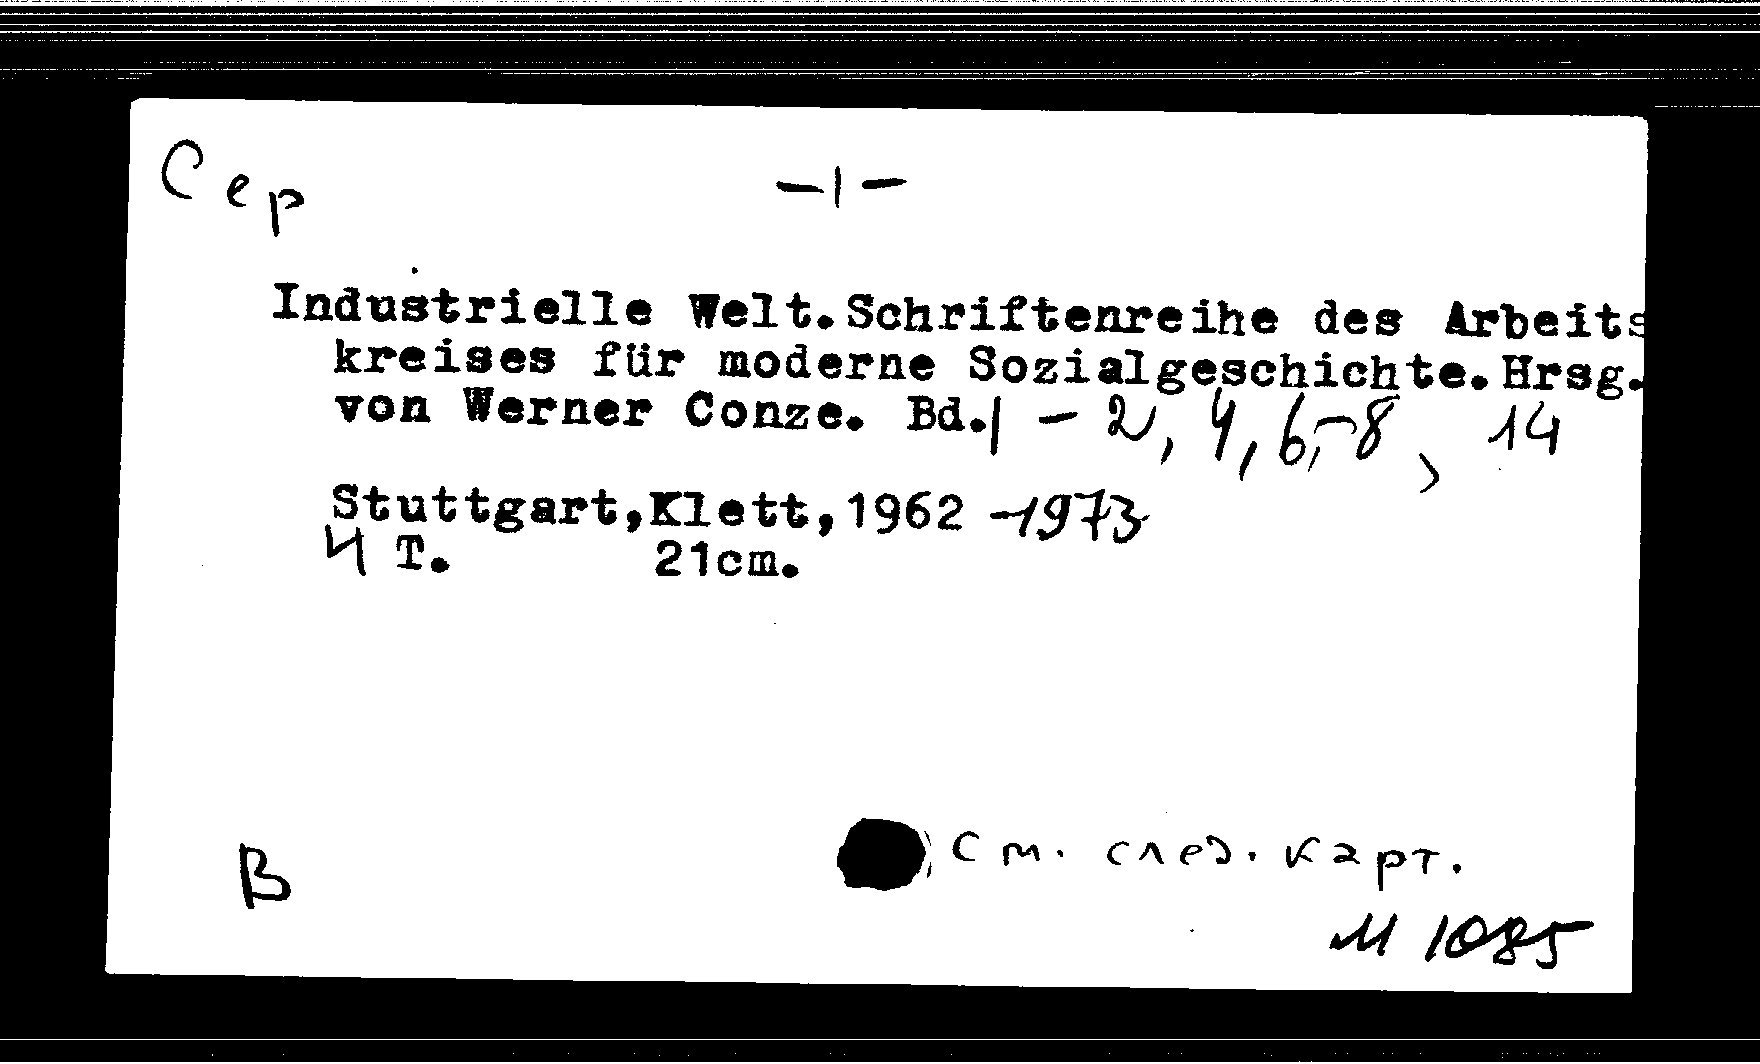 Сер
-1-
Industrielle Welt. Schriftenreihe des Arbeits
kreises für moderne Sozialgeschichte. Hrsg.
von Werner Conze. Bd. 1 - 2, 4, 6,-8, 14
Stuttgart, Klett, 1962 -1973
4 T. 21cm.
См. след. карт.
B
М 1085